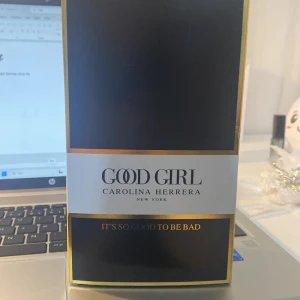 GOOD GIRL
CAROLINA HERRERA
NEW YORK
IT'S SO GOOD TO BE BAD